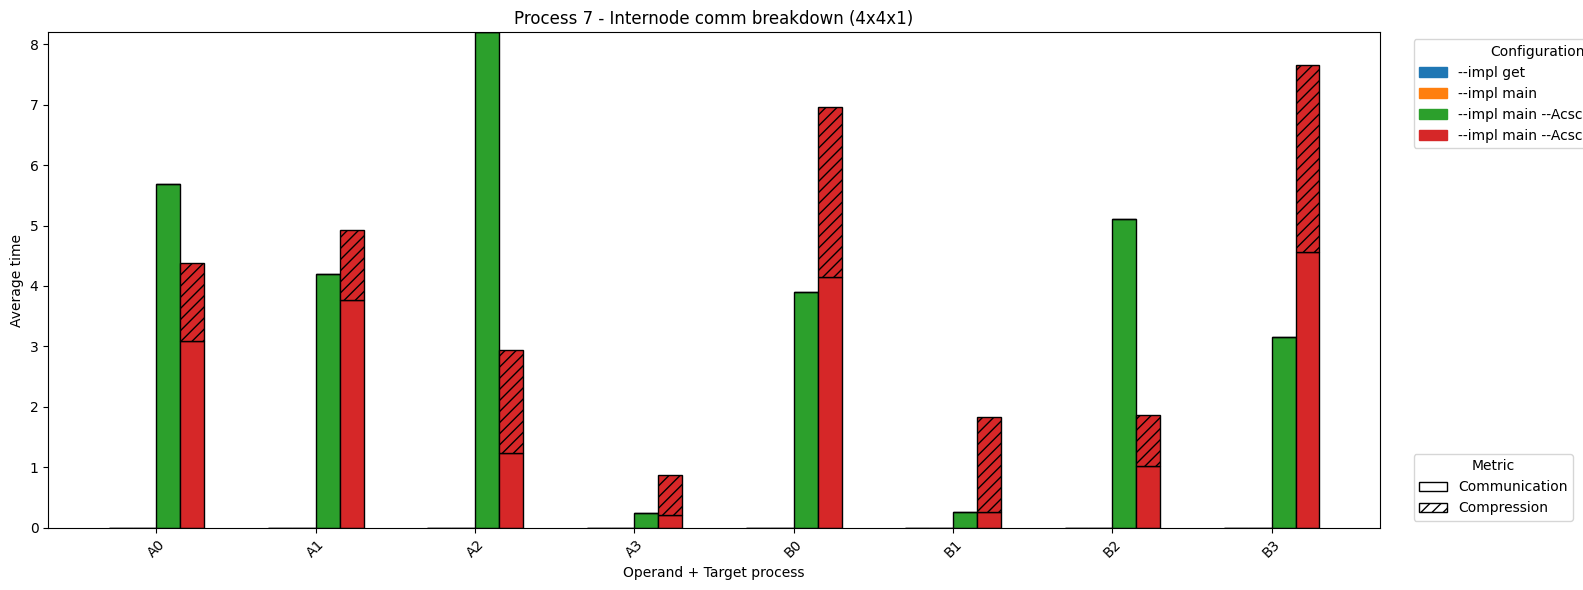 Process 7 - Internode comm breakdown (4x4x1)
8
7
6
5
4
3
2
1
0
Average time
A0
A1
A2
A3
B0
B1
B2
B3
Operand + Target process
Configuration
--impl get
--impl main
--impl main --Acsc
--impl main --Acsc
Metric
Communication
Compression